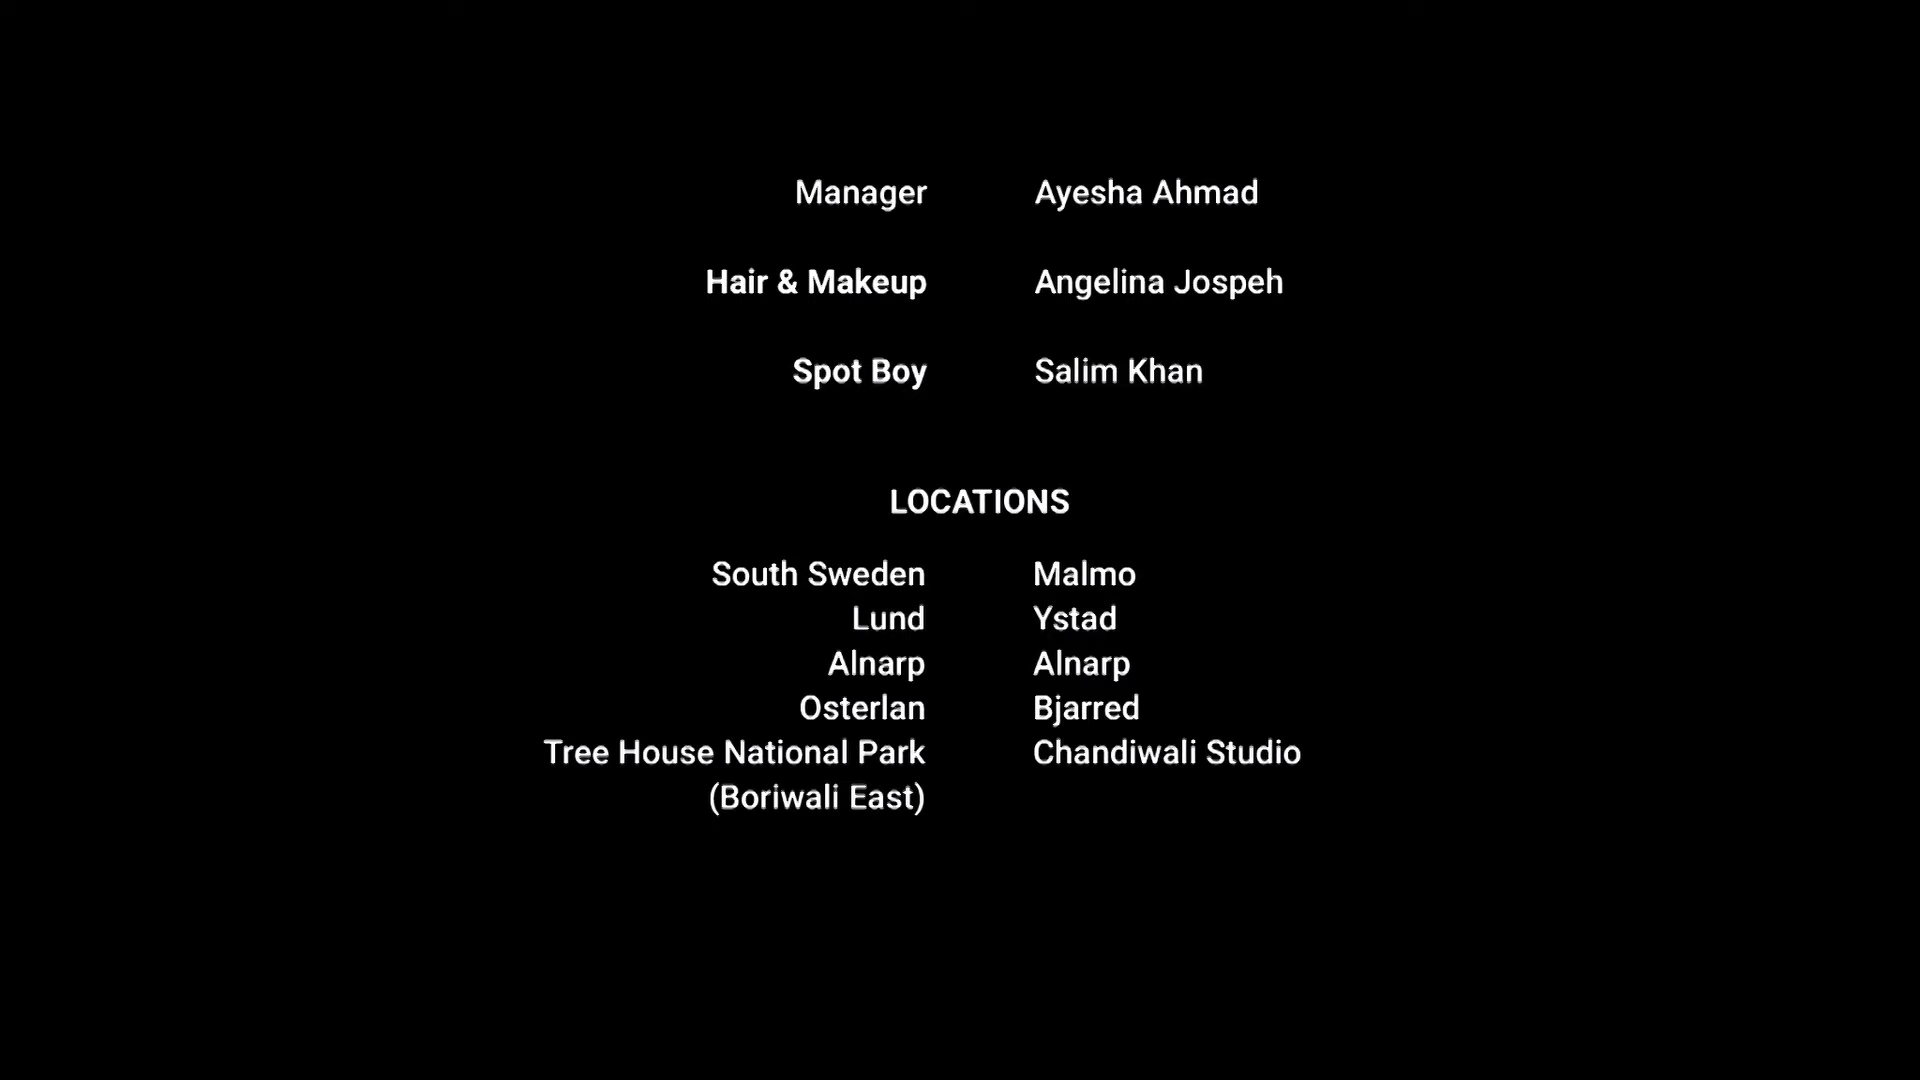 Manager Ayesha Ahmad
Hair & Makeup Angelina Jospeh
Spot Boy Salim Khan
LOCATIONS
South Sweden Malmo
Lund Ystad
Alnarp Alnarp
Osterlan Bjarred
Tree House National Park Chandiwali Studio
(Boriwali East)